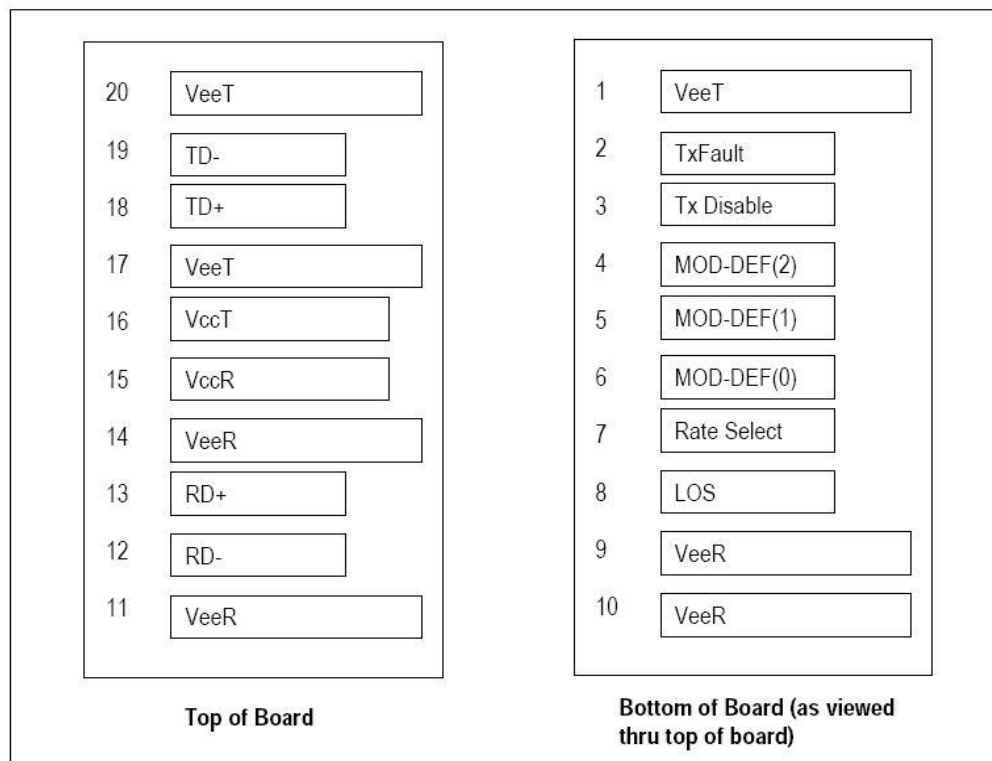 20 VeeT
19 TD-
18 TD+
17 VeeT
16 VccT
15 VccR
14 VeeR
13 RD+
12 RD-
11 VeeR
Top of Board
1 VeeT
2 TxFault
3 Tx Disable
4 MOD-DEF(2)
5 MOD-DEF(1)
6 MOD-DEF(0)
7 Rate Select
8 LOS
9 VeeR
10 VeeR
Bottom of Board (as viewed
thru top of board)